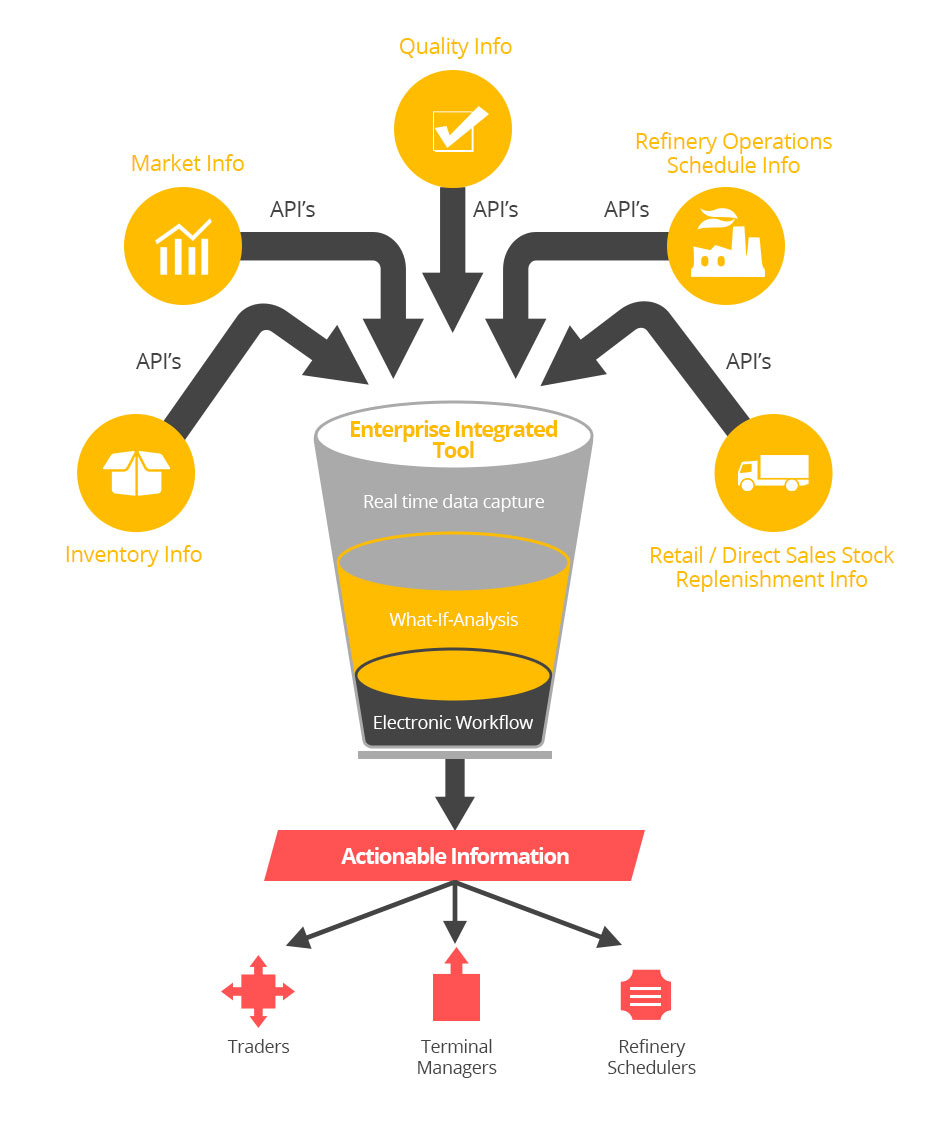 Quality Info
Refinery Operations
Schedule Info
Market Info
API’s
API’s
API’s
API’s
API’s
Enterprise Integrated
Tool
Real time data capture
Inventory Info
Retail / Direct Sales Stock
Replenishment Info
What-If-Analysis
Electronic Workflow
Actionable Information
Traders
Terminal
Managers
Refinery
Schedulers